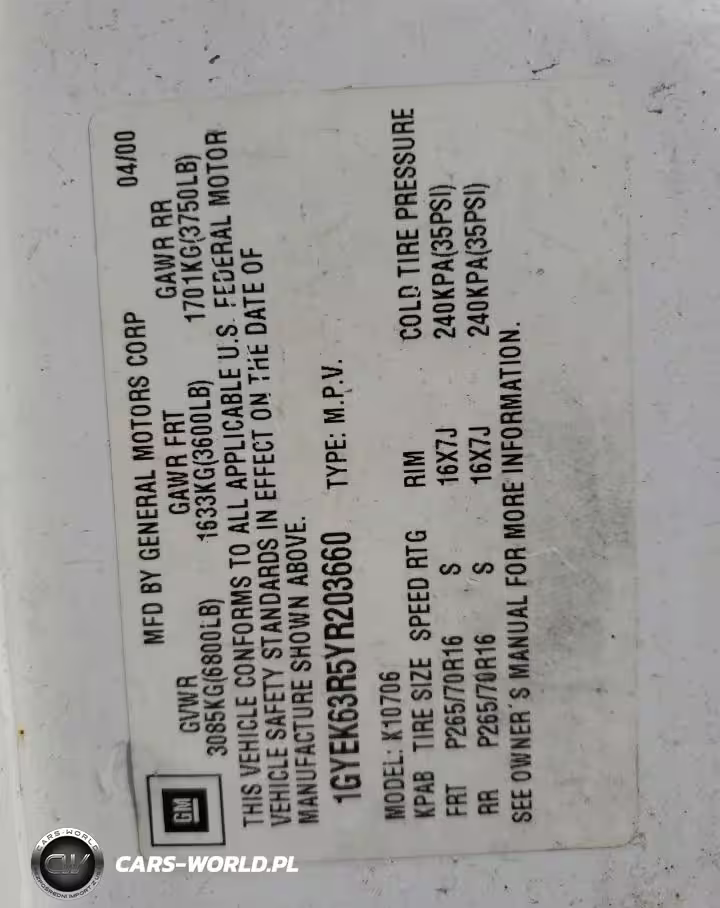 MFD BY GENERAL MOTORS CORP 04/00
GVWR GAWR FRT GAWR RR
3085KG(6800LB) 1633KG(3600LB) 1701KG(3750LB)
THIS VEHICLE CONFORMS TO ALL APPLICABLE U.S. FEDERAL MOTOR
VEHICLE SAFETY STANDARDS IN EFFECT ON THE DATE OF
MANUFACTURE SHOWN ABOVE.
1GYEK63R5YR203660 TYPE: M.P.V.
MODEL: K10706
KPAB TIRE SIZE SPEED RTG RIM COLD TIRE PRESSURE
FRT P265/70R16 S 16X7J 240KPA(35PSI)
RR P265/70R16 S 16X7J 240KPA(35PSI)
SEE OWNER'S MANUAL FOR MORE INFORMATION.
GM
CARS-WORLD
CW
CARS-WORLD.PL